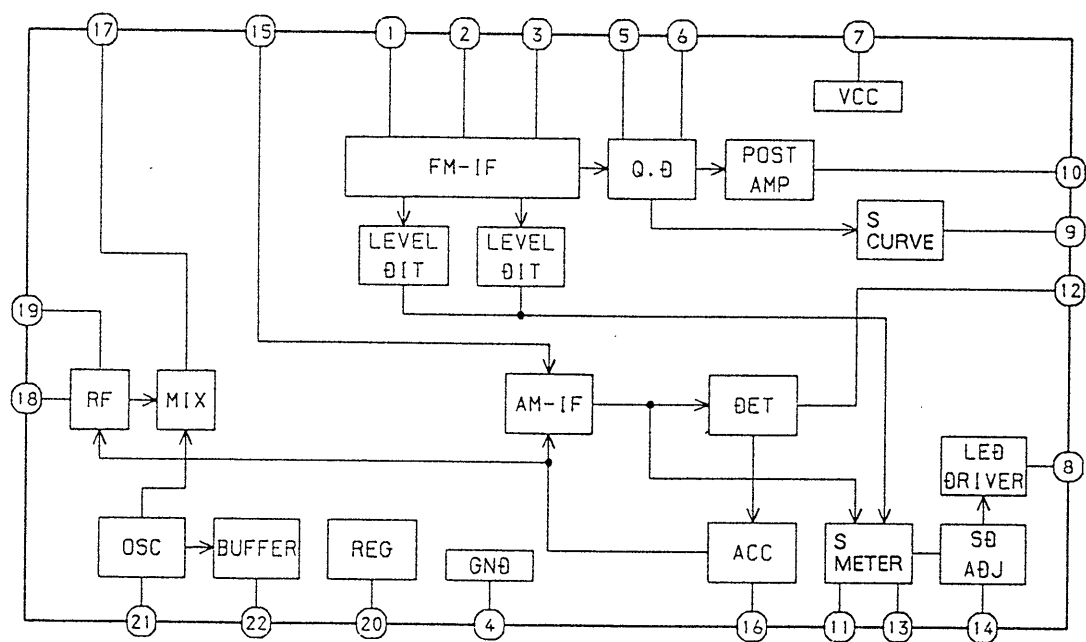 17
15
1
2
3
5
6
7
VCC
FM-IF
Q.D
POST
AMP
10
LEVEL
DIT
LEVEL
DIT
S
CURVE
9
12
19
18
RF
MIX
AM-IF
DET
LED
DRIVER
8
OSC
BUFFER
REG
GND
ACC
S
METER
SD
ADJ
21
22
20
4
16
11
13
14